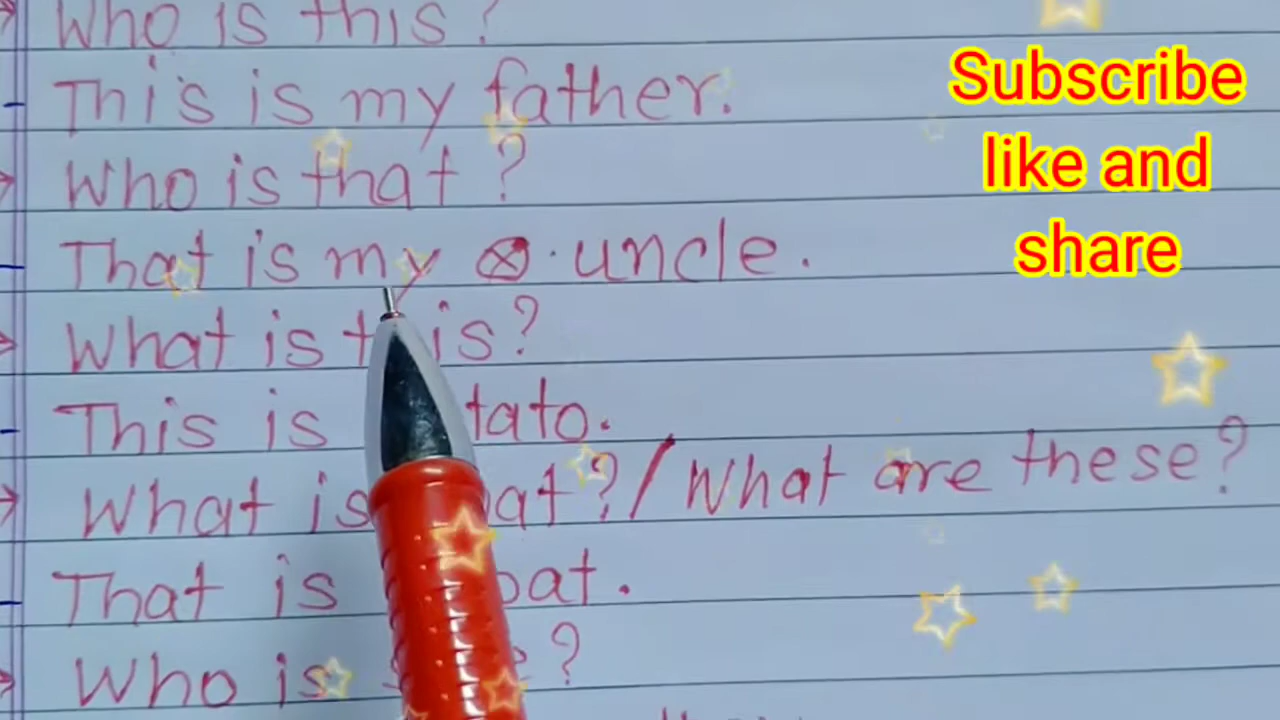 Who is this?
This is my father.
Who is that?
That is my uncle.
What is this?
This is
What is ?/What are these?
That is
Who is ?
Subscribe
like and
share